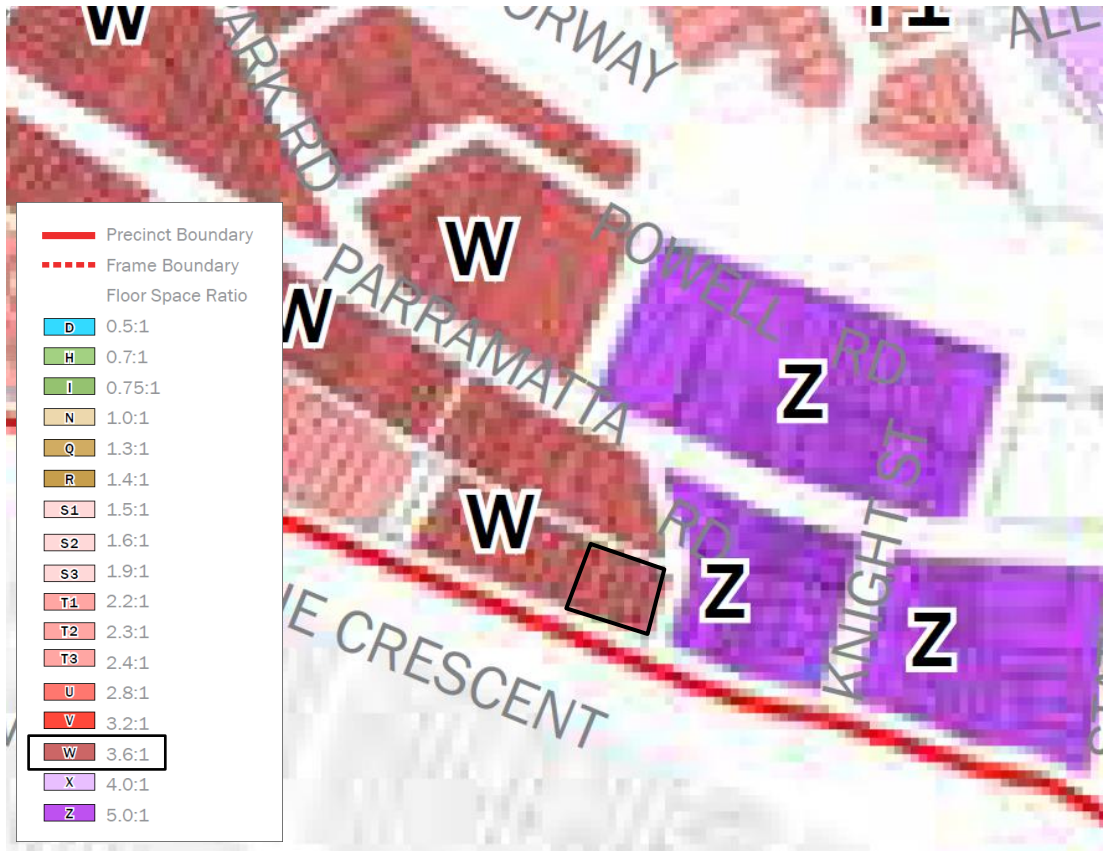 W
T1
ORWAY
ALL
ARK RD
W
POWELL RD
PARRAMATTA RD
W
Z
KNIGHT ST
W
Z
Z
HE CRESCENT
Precinct Boundary
Frame Boundary
Floor Space Ratio
D 0.5:1
H 0.7:1
I 0.75:1
N 1.0:1
Q 1.3:1
R 1.4:1
S1 1.5:1
S2 1.6:1
S3 1.9:1
T1 2.2:1
T2 2.3:1
T3 2.4:1
U 2.8:1
V 3.2:1
W 3.6:1
X 4.0:1
Z 5.0:1